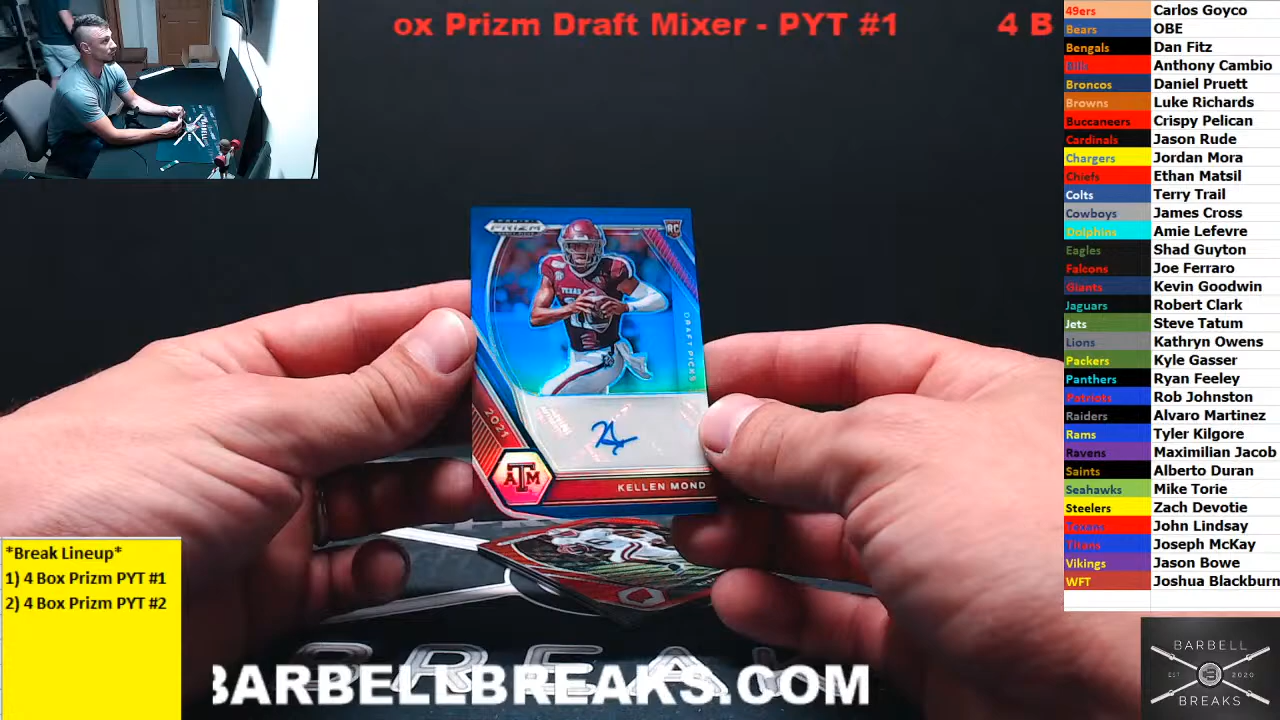 ox Prizm Draft Mixer - PYT #1 4 B
49ers Carlos Goyco
Bears OBE
Bengals Dan Fitz
Bills Anthony Cambio
Broncos Daniel Pruett
Browns Luke Richards
Buccaneers Crispy Pelican
Cardinals Jason Rude
Chargers Jordan Mora
Chiefs Ethan Matsil
Colts Terry Trail
Cowboys James Cross
Dolphins Amie Lefevre
Eagles Shad Guyton
Falcons Joe Ferraro
Giants Kevin Goodwin
Jaguars Robert Clark
Jets Steve Tatum
Lions Kathryn Owens
Packers Kyle Gasser
Panthers Ryan Feeley
Patriots Rob Johnston
Raiders Alvaro Martinez
Rams Tyler Kilgore
Ravens Maximilian Jacob
Saints Alberto Duran
Seahawks Mike Torie
Steelers Zach Devotie
Texans John Lindsay
Titans Joseph McKay
Vikings Jason Bowe
WFT Joshua Blackburn
PRIZM
RC
TEXAS
DRAFT PICKS
2021
ATM
KELLEN MOND
*Break Lineup*
1) 4 Box Prizm PYT #1
2) 4 Box Prizm PYT #2
BREAK
BARBELLBREAKS.COM
BARBELL
EST 2020
BREAKS